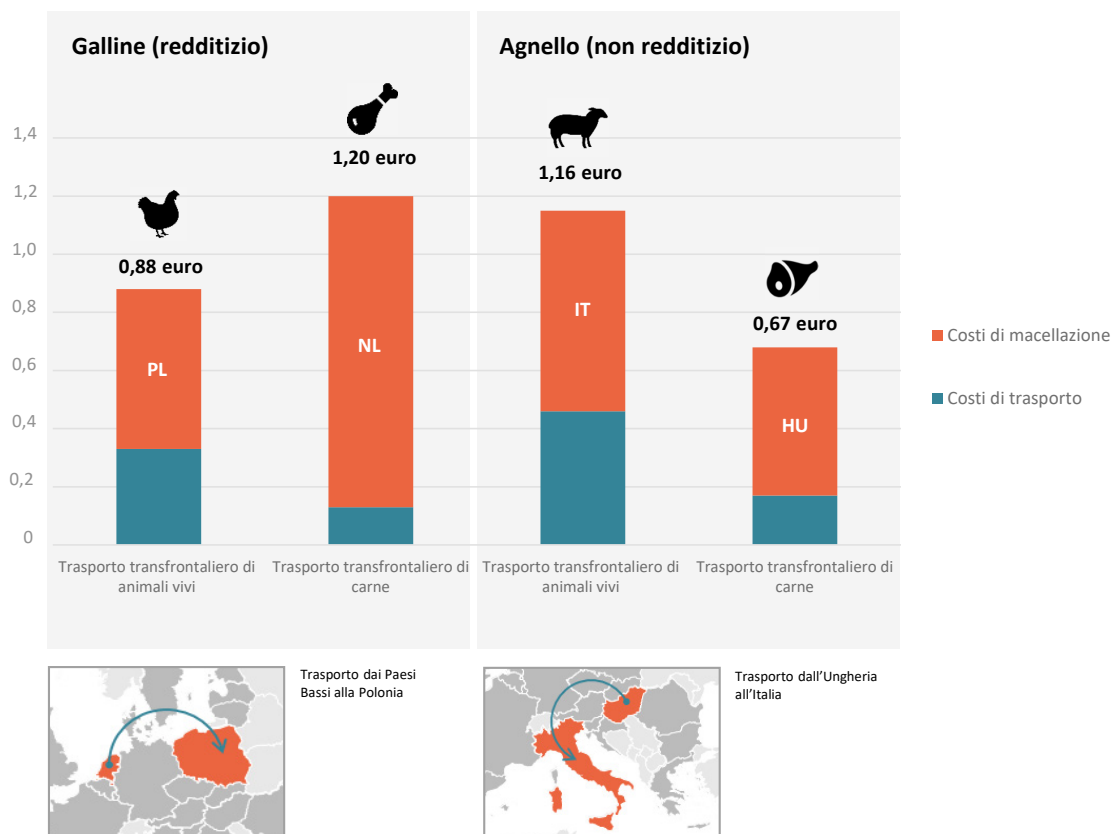 Galline (redditizio)
Agnello (non redditizio)
1,4
1,2
1,0
0,8
0,6
0,4
0,2
0
0,88 euro
1,20 euro
1,16 euro
0,67 euro
PL
NL
IT
HU
Costi di macellazione
Costi di trasporto
Trasporto transfrontaliero di
animali vivi
Trasporto transfrontaliero di
carne
Trasporto transfrontaliero di
animali vivi
Trasporto transfrontaliero di
carne
Trasporto dai Paesi
Bassi alla Polonia
Trasporto dall'Ungheria
all'Italia